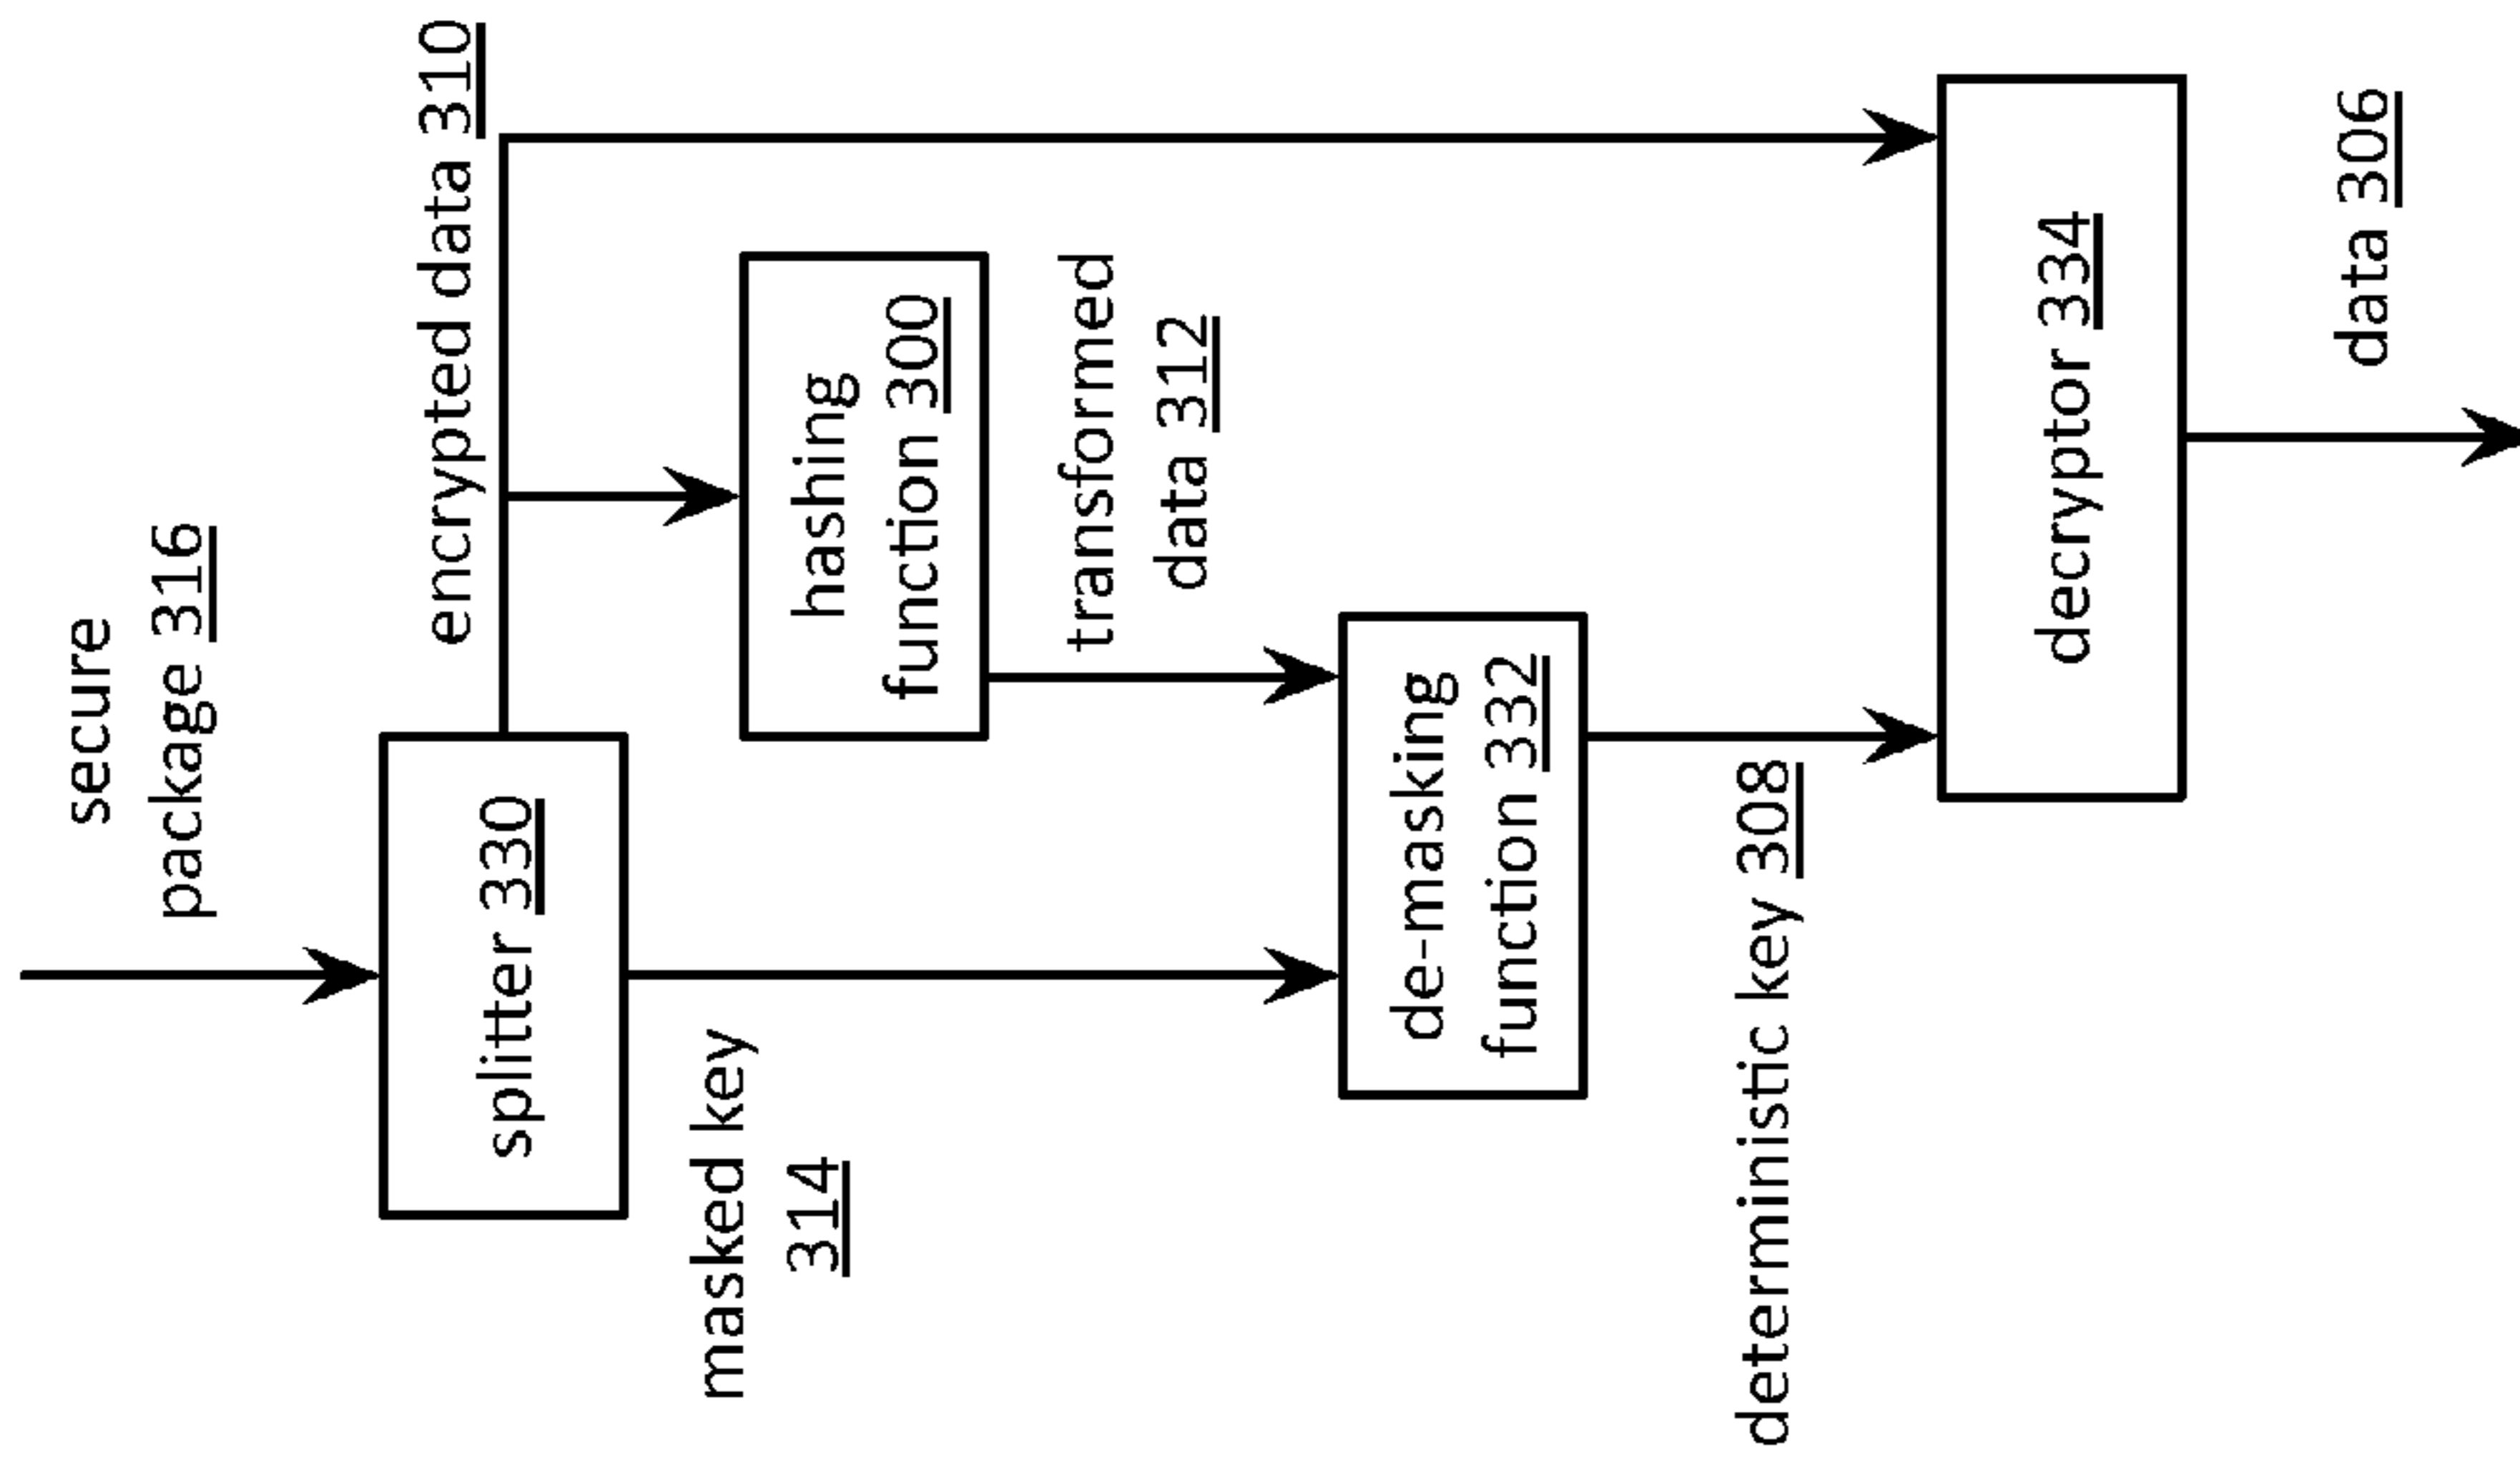 secure
package 316
encrypted data 310
splitter 330
masked key
314
hashing
function 300
transformed
data 312
de-masking
function 332
deterministic key 308
decryptor 334
data 306